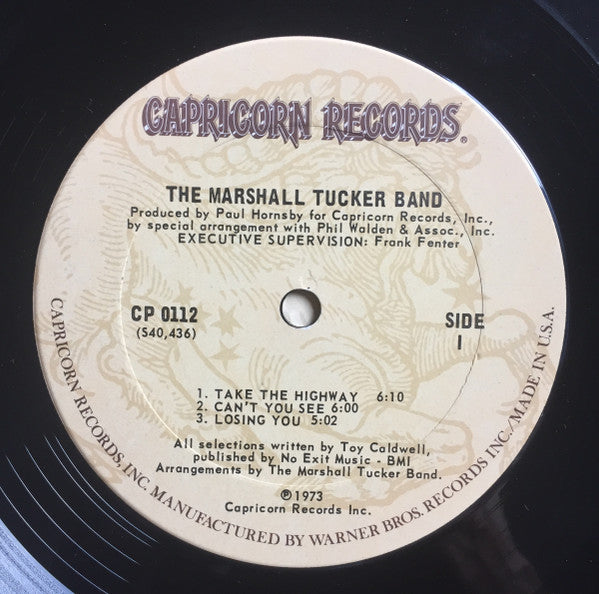 CAPRICORN RECORDS®
THE MARSHALL TUCKER BAND
Produced by Paul Hornsby for Capricorn Records, Inc.,
by special arrangement with Phil Walden & Assoc., Inc.
EXECUTIVE SUPERVISION: Frank Fenter
CP 0112
(S40,436)
SIDE
1
1. TAKE THE HIGHWAY 6:10
2. CAN'T YOU SEE 6:00
3. LOSING YOU 5:02
All selections written by Toy Caldwell,
published by No Exit Music - BMI
Arrangements by The Marshall Tucker Band.
℗1973
Capricorn Records Inc.
CAPRICORN RECORDS, INC. MANUFACTURED BY WARNER BROS. RECORDS INC./MADE IN U.S.A.